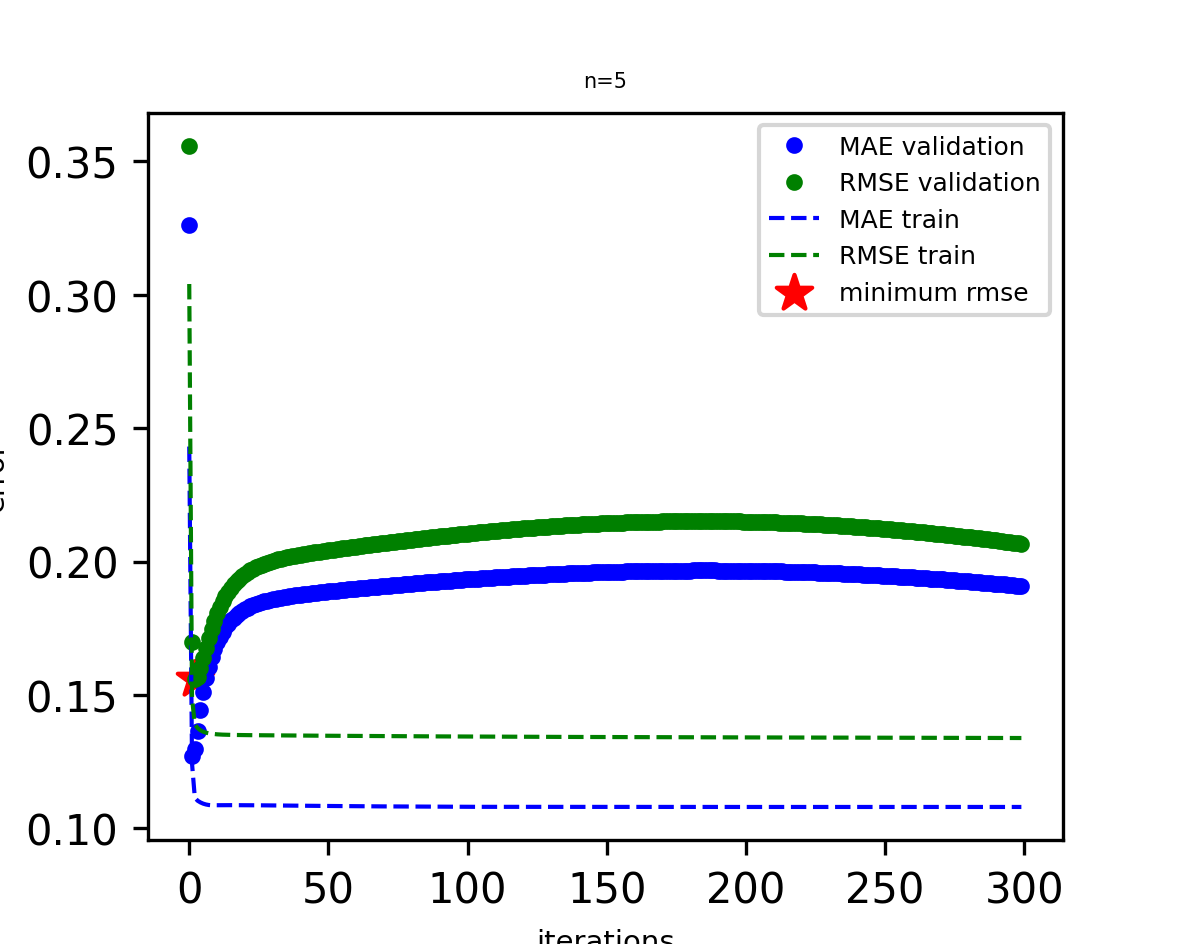 n=5
0.35
0.30
0.25
0.20
0.15
0.10
MAE validation
RMSE validation
MAE train
RMSE train
minimum rmse
0 50 100 150 200 250 300
iterations